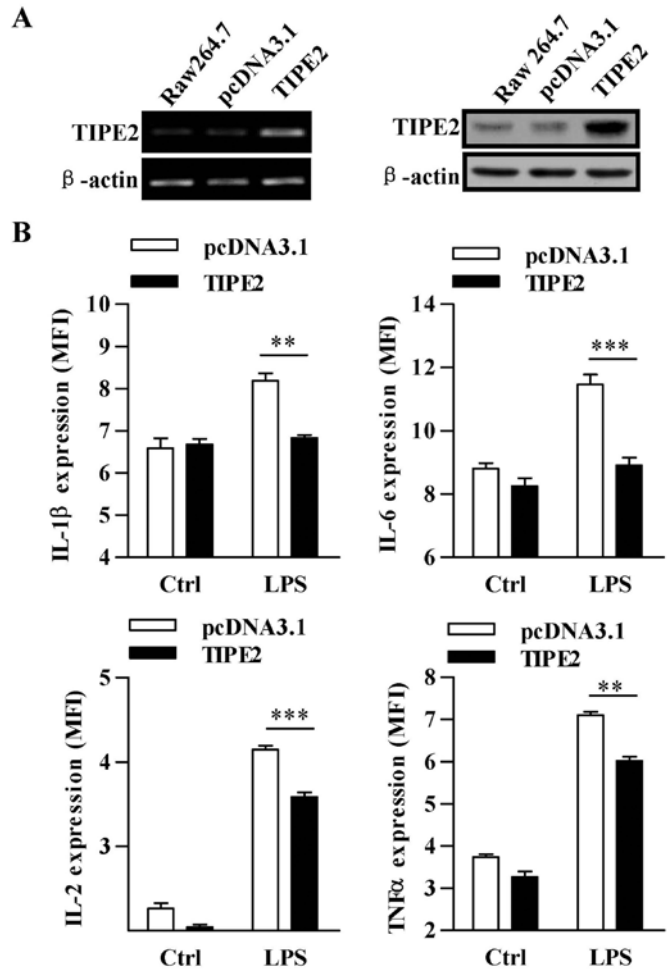 A
Raw264.7 pcDNA3.1 TIPE2
TIPE2
β-actin
Raw 264.7 pcDNA3.1 TIPE2
TIPE2
β-actin
B
pcDNA3.1
TIPE2
IL-1β expression (MFI)
10
9
8
7
6
5
4
**
Ctrl LPS
pcDNA3.1
TIPE2
IL-6 expression (MFI)
14
12
10
8
6
***
Ctrl LPS
pcDNA3.1
TIPE2
IL-2 expression (MFI)
5
4
3
***
Ctrl LPS
pcDNA3.1
TIPE2
TNFα expression (MFI)
8
7
6
5
4
3
2
**
Ctrl LPS